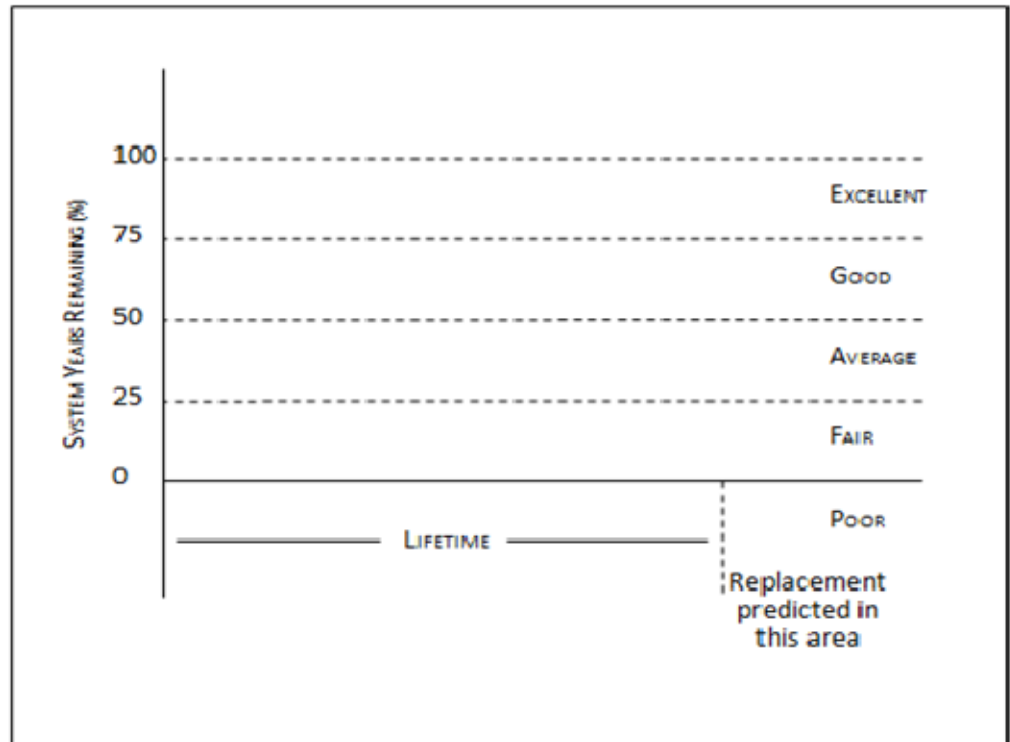 100
EXCELLENT
75
GOOD
50
AVERAGE
25
FAIR
0
POOR
SYSTEM YEARS REMAINING (%)
LIFETIME
Replacement
predicted in
this area